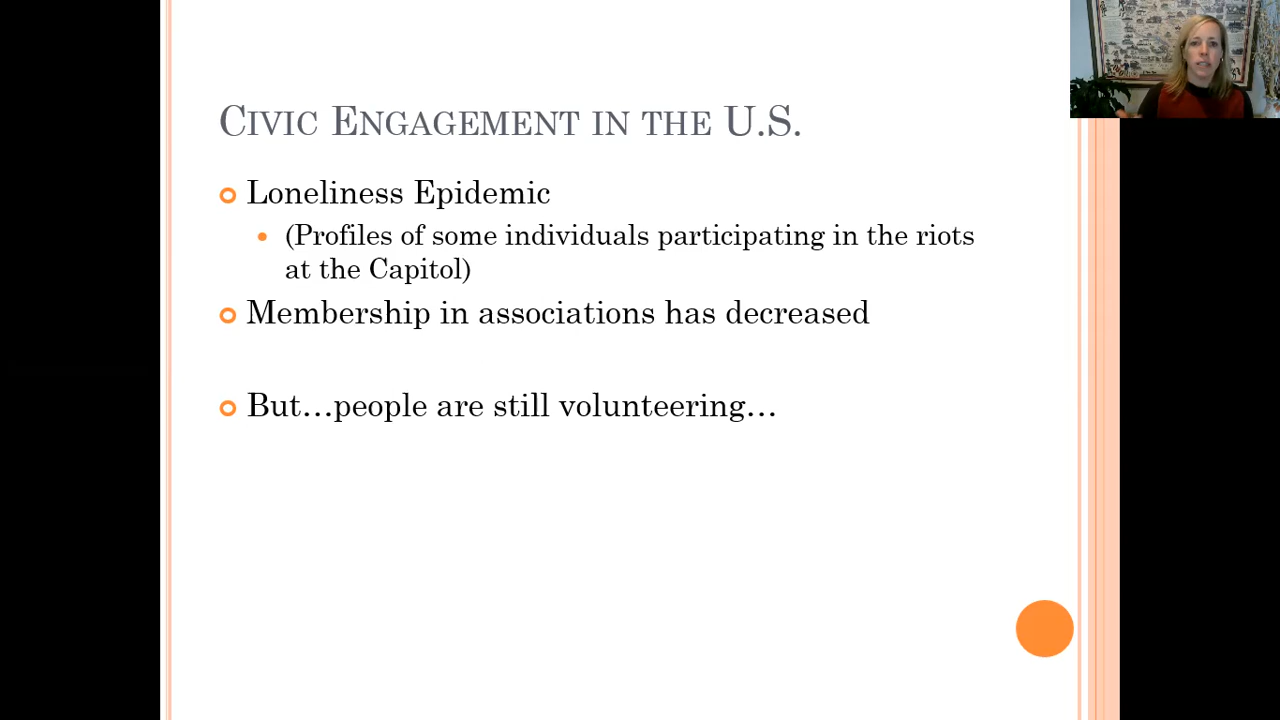 Civic Engagement in the U.S.
Loneliness Epidemic
(Profiles of some individuals participating in the riots
at the Capitol)
Membership in associations has decreased
But…people are still volunteering…